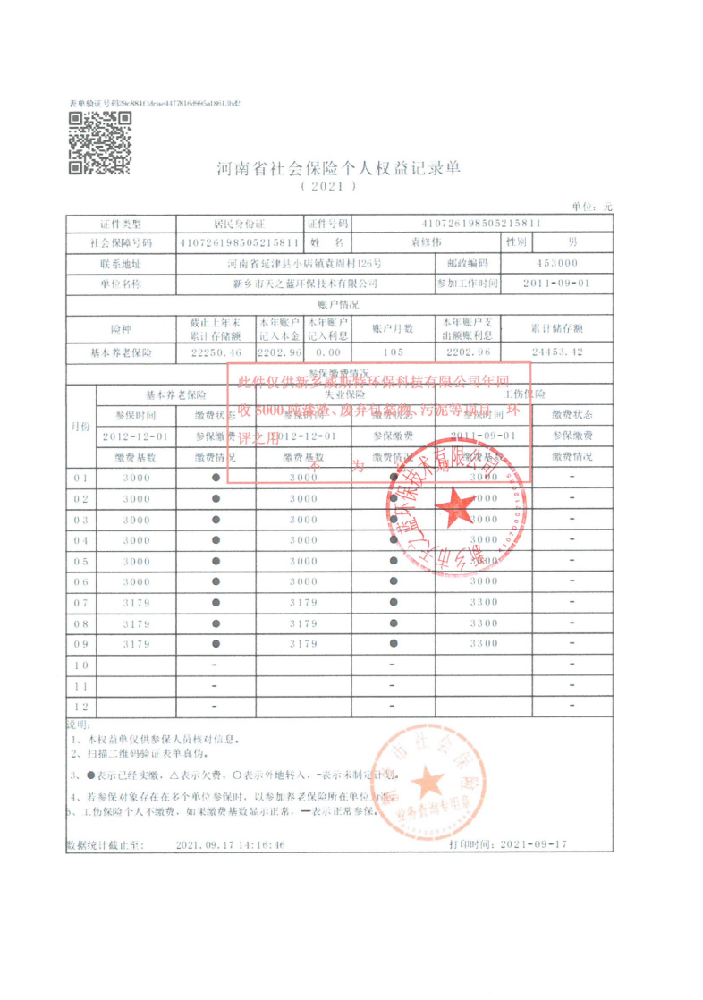 表单验证号码29c884f1dcae4477816d995a18613bd2
河南省社会保险个人权益记录单
( 2021 )
单位：元
证件类型 居民身份证 证件号码 410726198505215811
社会保障号码 410726198505215811 姓 名 袁修伟 性别 男
联系地址 河南省延津县小店镇袁周村126号 邮政编码 453000
单位名称 新乡市天之蓝环保技术有限公司 参加工作时间 2011-09-01
账户情况
险种 截止上年末累计存储额 本年账户记入本金 本年账户记入利息 账户月数 本年账户支出额账利息 累计储存额
基本养老保险 22250.46 2202.96 0.00 105 2202.96 24453.42
参保缴费情况
此件仅供新乡威斯特环保科技有限公司年回
收 5000 吨漆渣、废弃包装物、污泥等项目 环
评之用
不 为
月份 基本养老保险 失业保险 工伤保险
参保时间 缴费状态 参保时间 缴费状态 参保时间 缴费状态
2012-12-01 参保缴费 2012-12-01 参保缴费 2011-09-01 参保缴费
缴费基数 缴费情况 缴费基数 缴费情况 缴费基数 缴费情况
01 3000 ● 3000 ● 3000 -
02 3000 ● 3000 ● 3000 -
03 3000 ● 3000 ● 3000 -
04 3000 ● 3000 ● 3000 -
05 3000 ● 3000 ● 3000 -
06 3000 ● 3000 ● 3000 -
07 3179 ● 3179 ● 3300 -
08 3179 ● 3179 ● 3300 -
09 3179 ● 3179 ● 3300 -
10 - - -
11 - - -
12 - - -
新乡市天之蓝环保技术有限公司
说明：
1、本权益单仅供参保人员核对信息。
2、扫描二维码验证表单真伪。
3、●表示已经实缴，△表示欠费，○表示外地转入，-表示未制定计划。
4、若参保对象存在在多个单位参保时，以参加养老保险所在单位为准。
5、工伤保险个人不缴费，如果缴费基数显示正常，一表示正常参保。
市社会保险
业务查询专用章
数据统计截止至： 2021.09.17 14:16:46 打印时间：2021-09-17